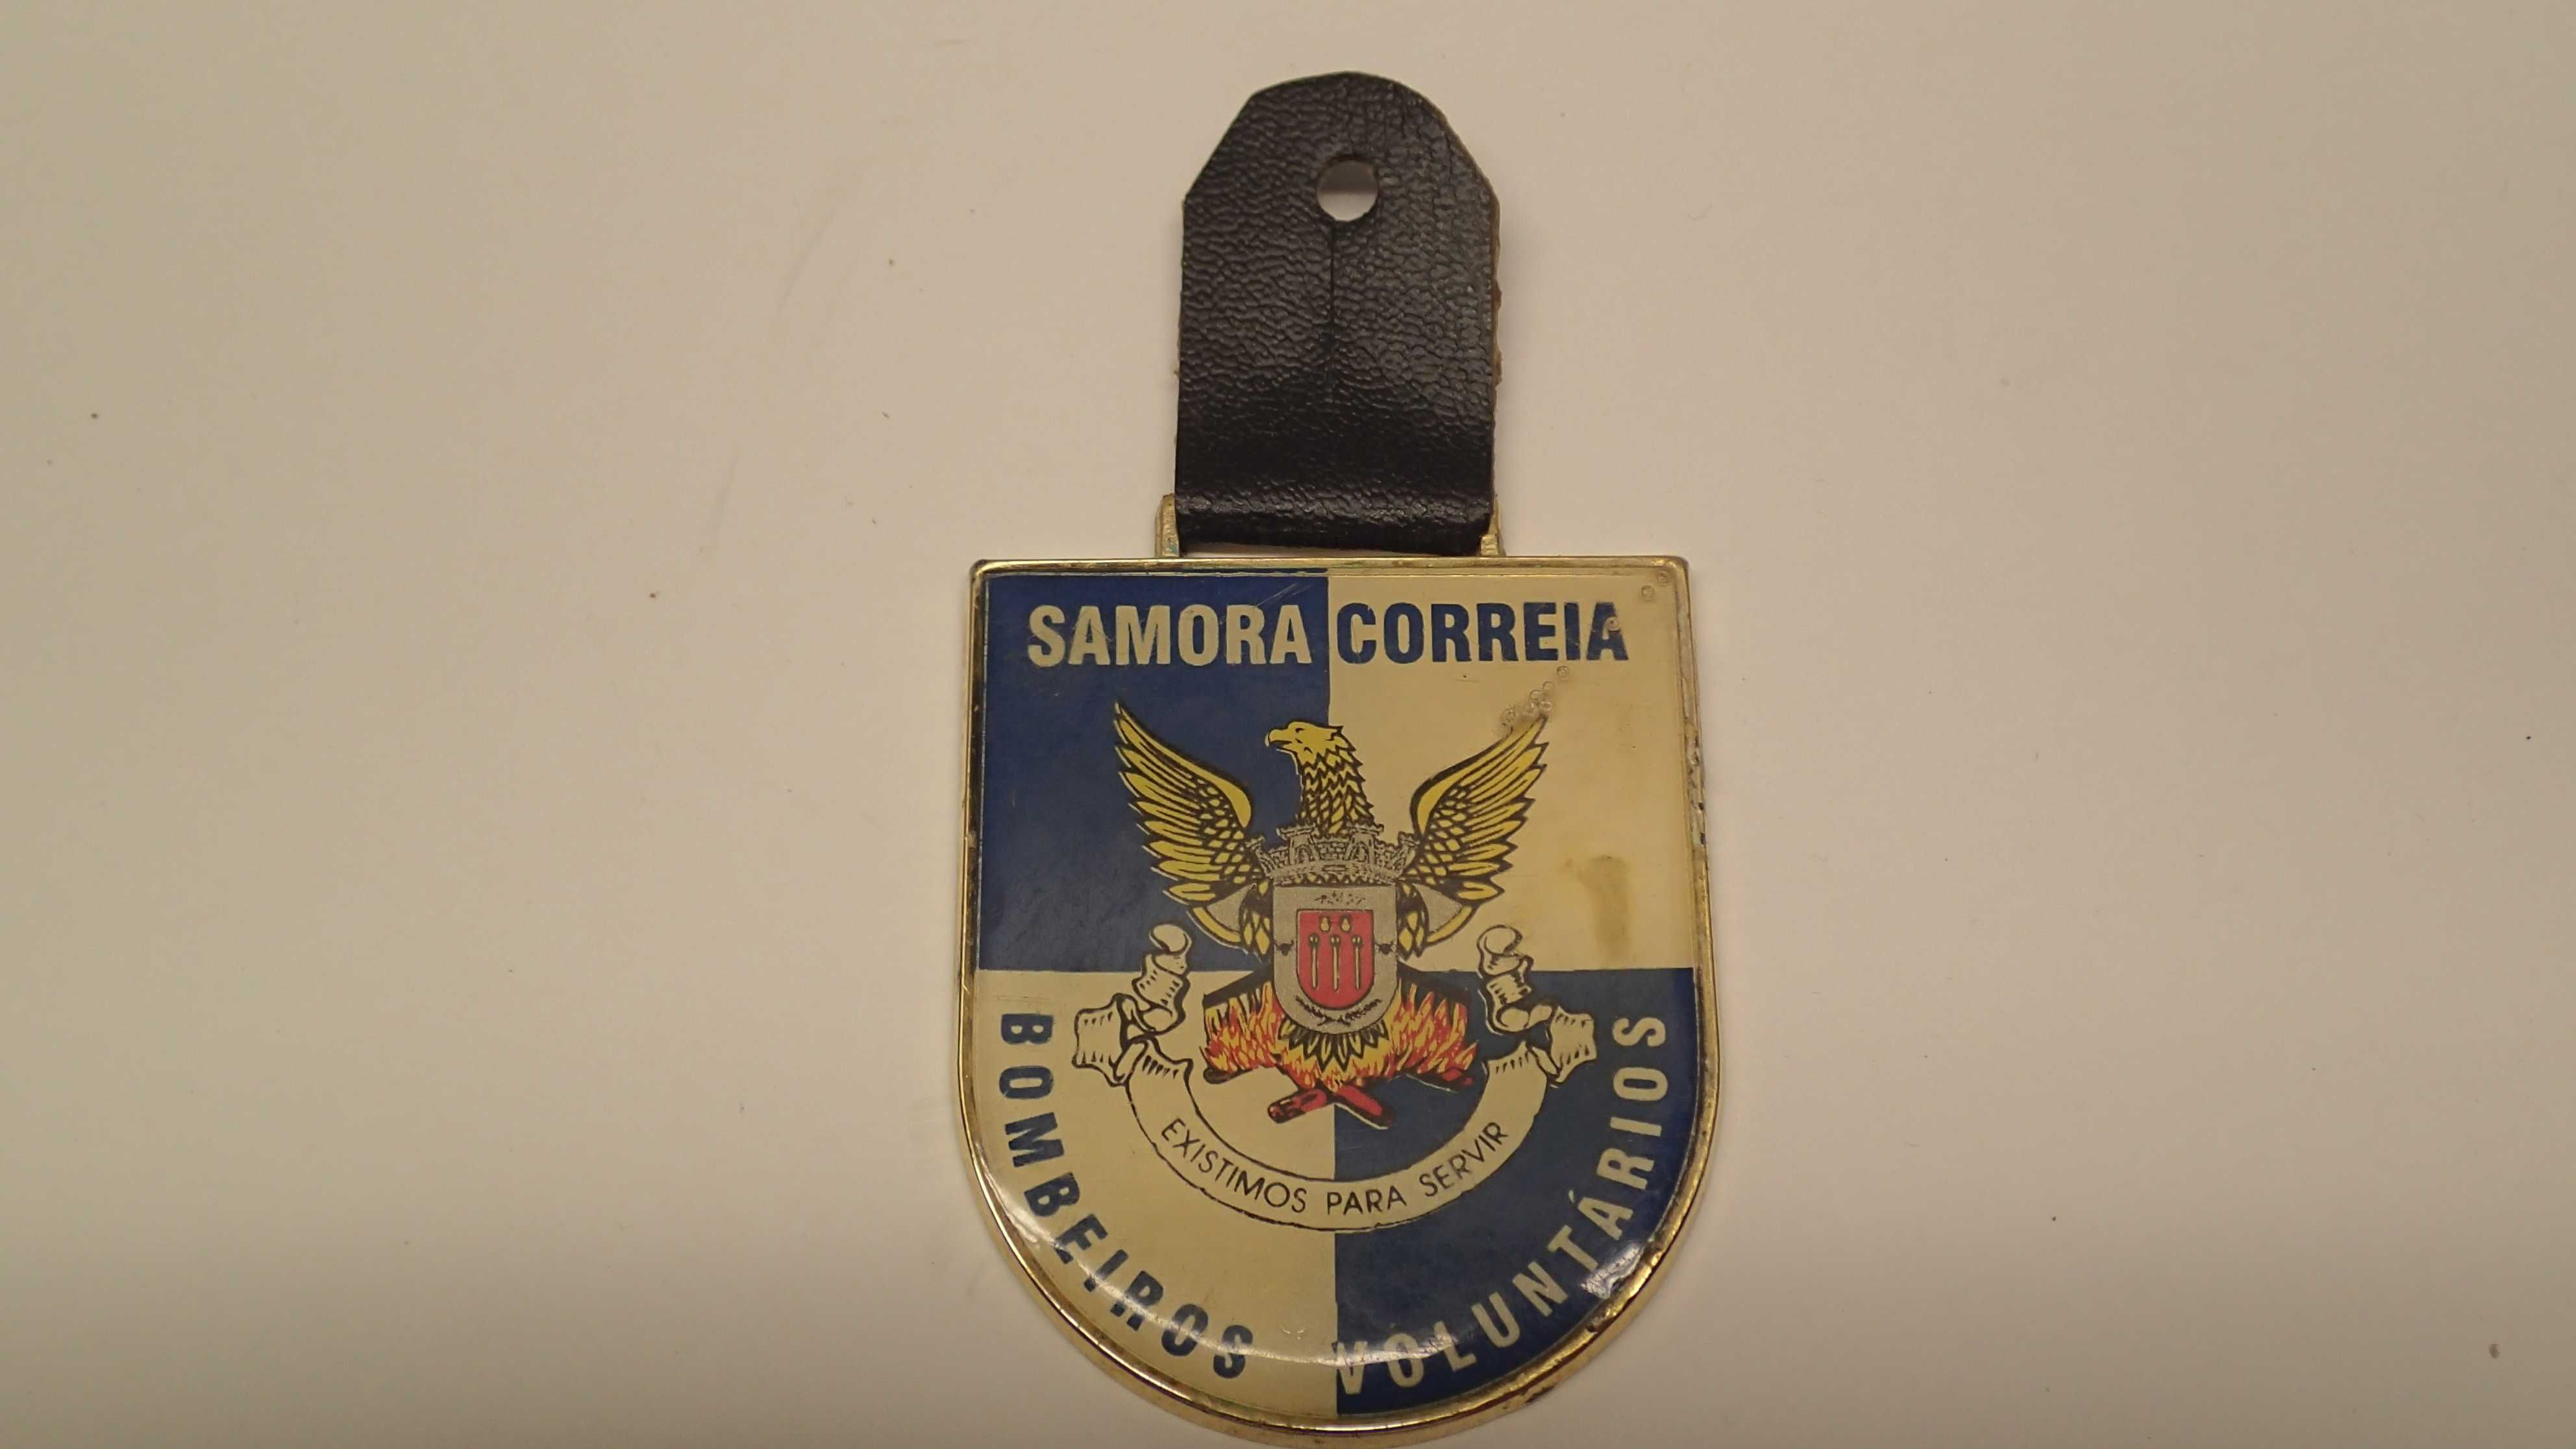 SAMORA CORREIA
EXISTIMOS PARA SERVIR
BOMBEIROS VOLUNTÁRIOS